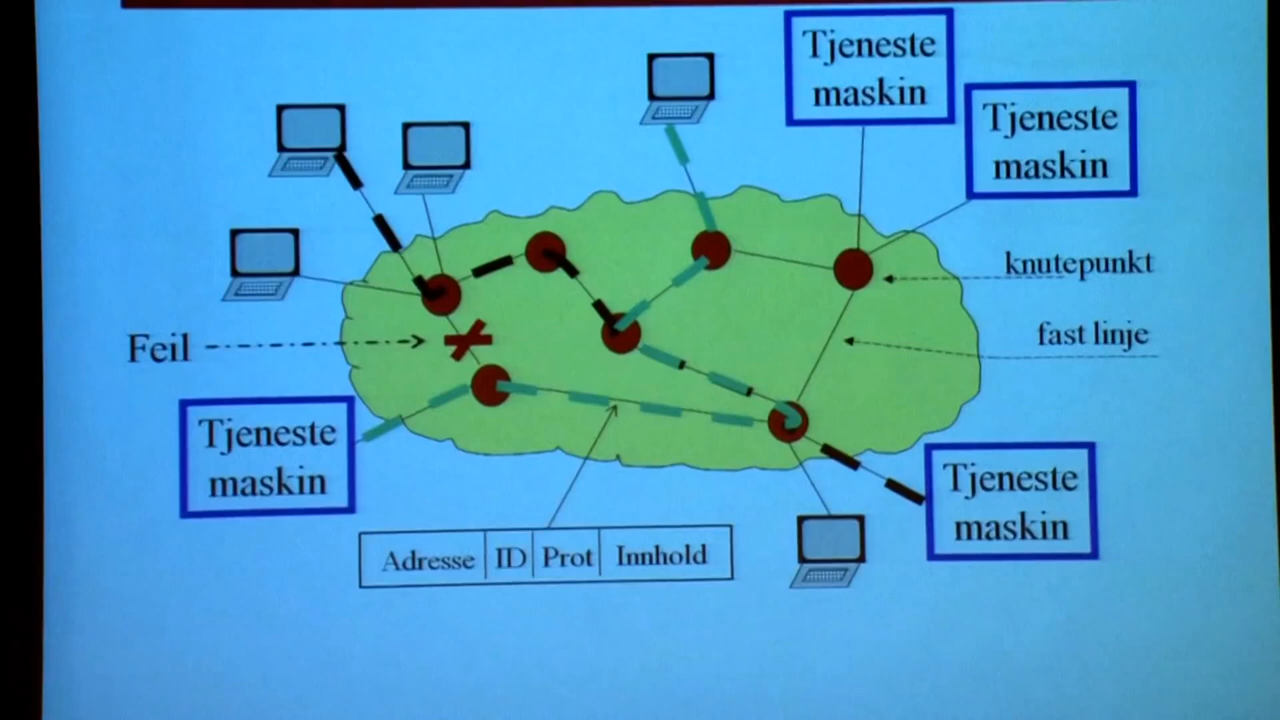 Tjeneste
maskin
Tjeneste
maskin
knutepunkt
fast linje
Feil
Tjeneste
maskin
Tjeneste
maskin
Adresse ID Prot Innhold